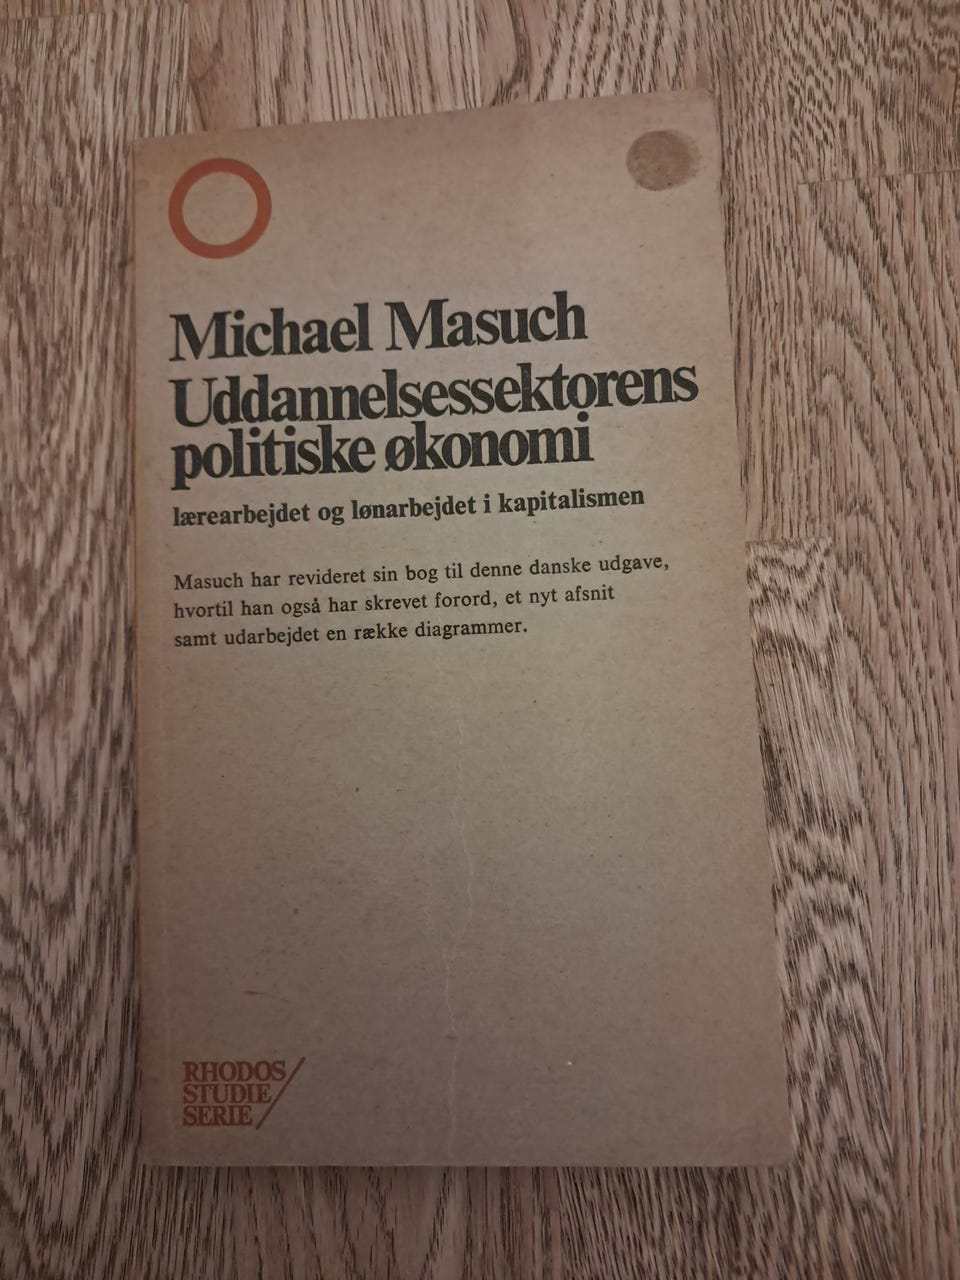 Michael Masuch
Uddannelsessektorens
politiske økonomi
lærearbejdet og lønarbejdet i kapitalismen
Masuch har revideret sin bog til denne danske udgave,
hvortil han også har skrevet forord, et nyt afsnit
samt udarbejdet en række diagrammer.
RHODOS
STUDIE
SERIE